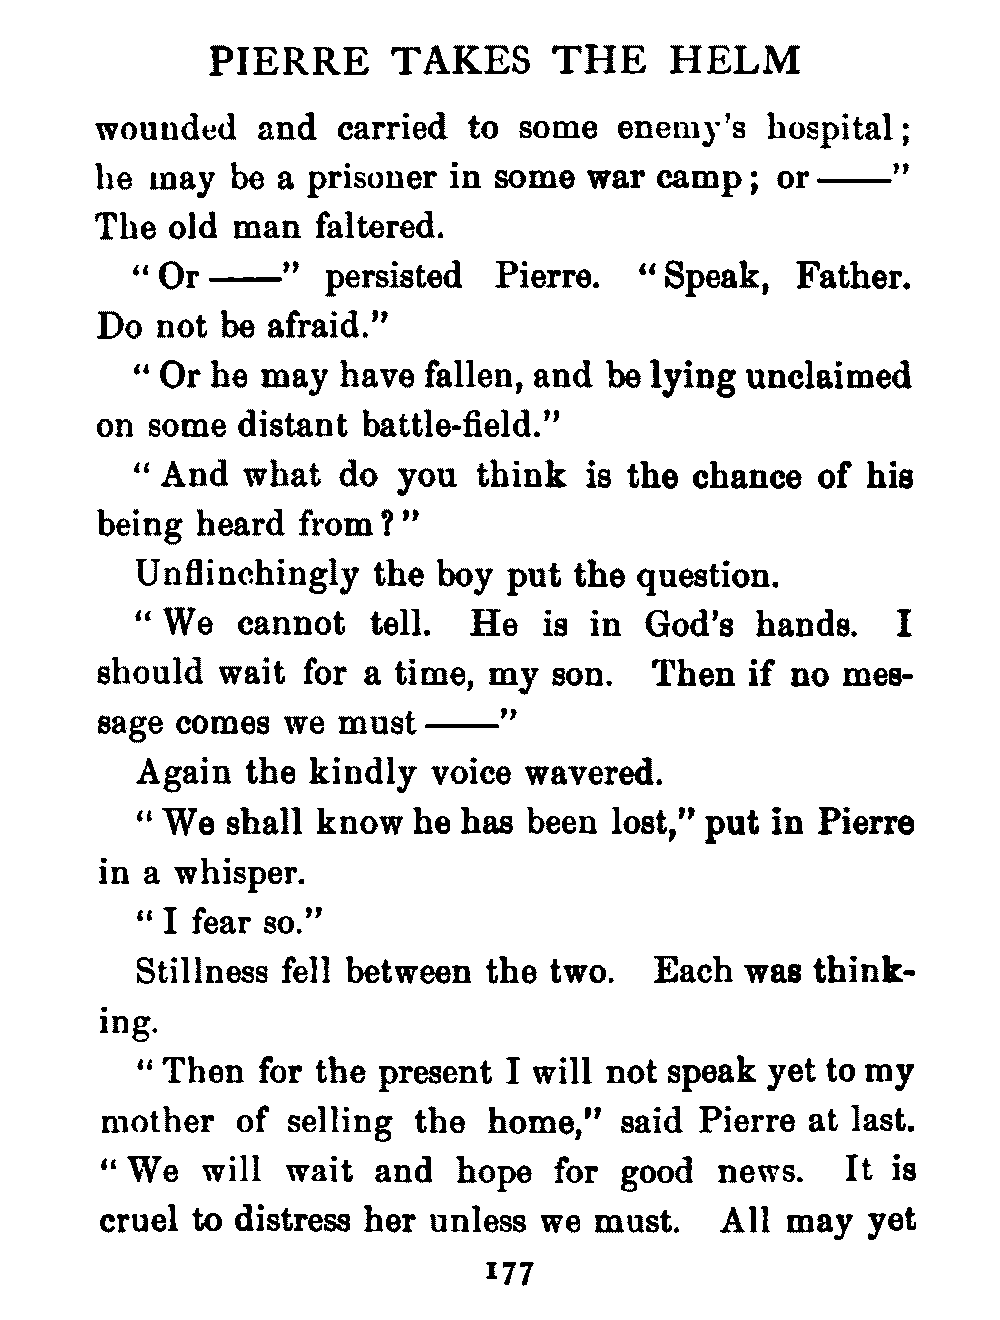 PIERRE TAKES THE HELM
wounded and carried to some enemy's hospital;
he may be a prisoner in some war camp; or——"
The old man faltered.
"Or——" persisted Pierre. "Speak, Father.
Do not be afraid."
"Or he may have fallen, and be lying unclaimed
on some distant battle-field."
"And what do you think is the chance of his
being heard from?"
Unflinchingly the boy put the question.
"We cannot tell. He is in God's hands. I
should wait for a time, my son. Then if no mes-
sage comes we must——"
Again the kindly voice wavered.
"We shall know he has been lost," put in Pierre
in a whisper.
"I fear so."
Stillness fell between the two. Each was think-
ing.
"Then for the present I will not speak yet to my
mother of selling the home," said Pierre at last.
"We will wait and hope for good news. It is
cruel to distress her unless we must. All may yet
177